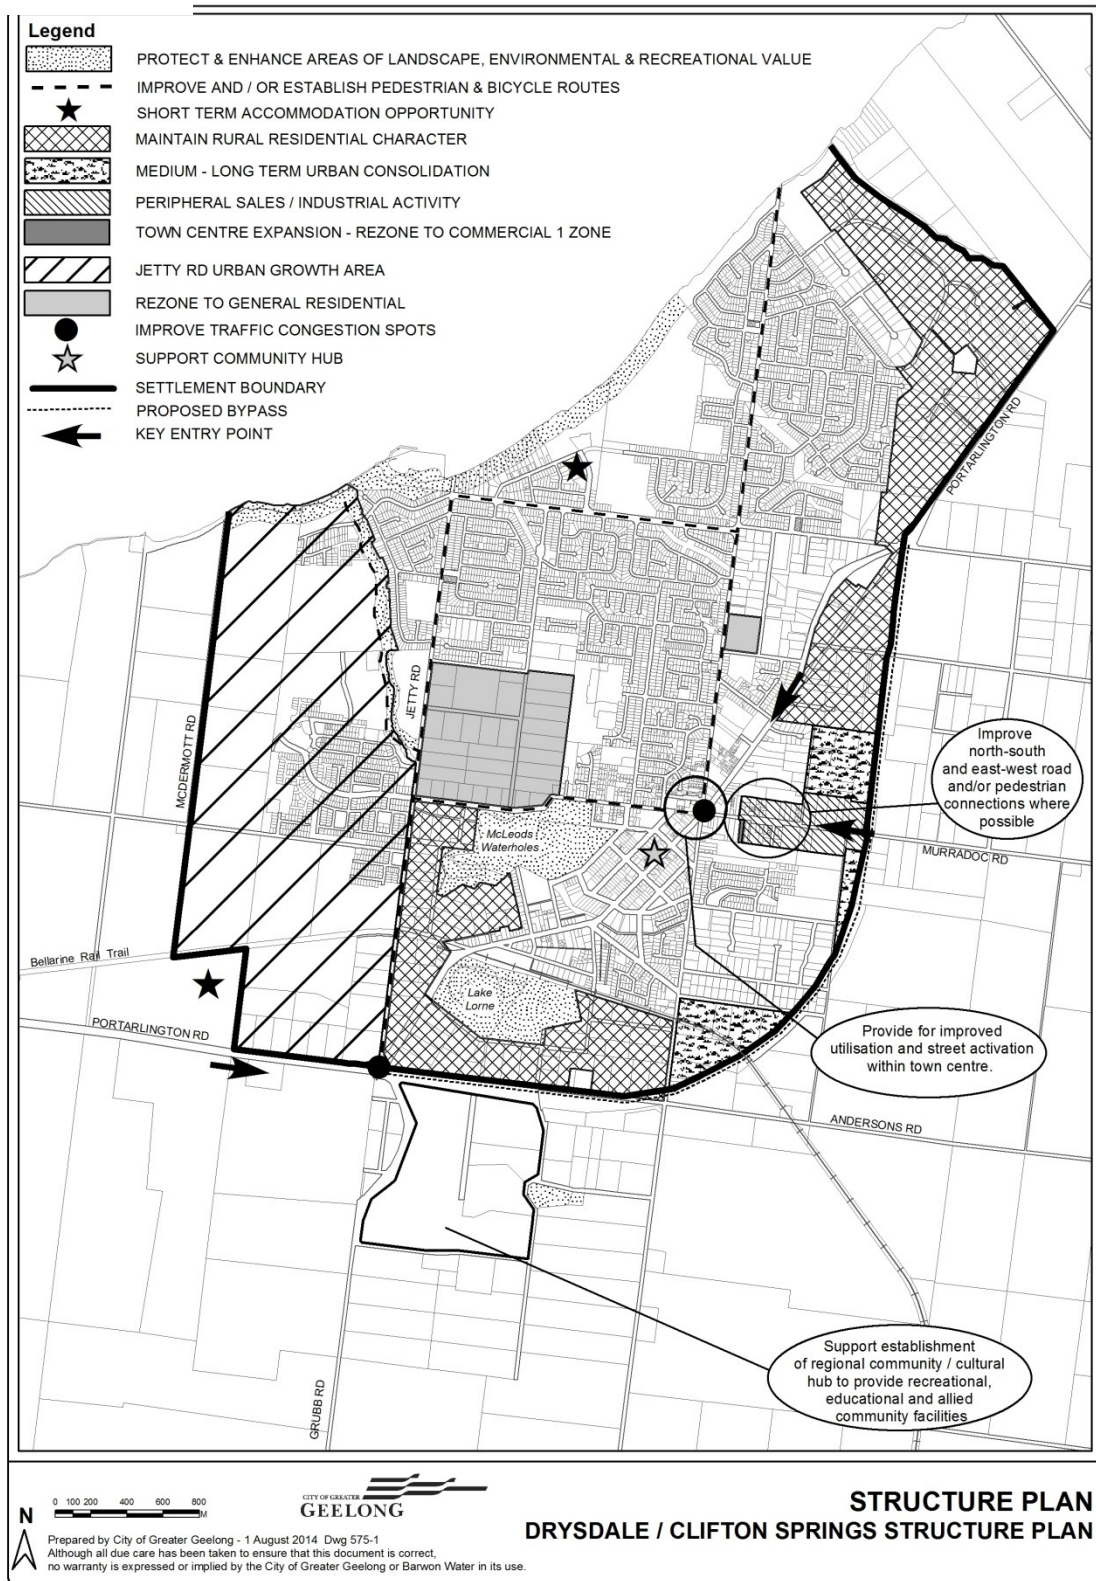 Legend
PROTECT & ENHANCE AREAS OF LANDSCAPE, ENVIRONMENTAL & RECREATIONAL VALUE
IMPROVE AND / OR ESTABLISH PEDESTRIAN & BICYCLE ROUTES
SHORT TERM ACCOMMODATION OPPORTUNITY
MAINTAIN RURAL RESIDENTIAL CHARACTER
MEDIUM - LONG TERM URBAN CONSOLIDATION
PERIPHERAL SALES / INDUSTRIAL ACTIVITY
TOWN CENTRE EXPANSION - REZONE TO COMMERCIAL 1 ZONE
JETTY RD URBAN GROWTH AREA
REZONE TO GENERAL RESIDENTIAL
IMPROVE TRAFFIC CONGESTION SPOTS
SUPPORT COMMUNITY HUB
SETTLEMENT BOUNDARY
PROPOSED BYPASS
KEY ENTRY POINT
PORTARLINGTON RD
JETTY RD
MCDERMOTT RD
Improve
north-south
and east-west road
and/or pedestrian
connections where
possible
McLeods
Waterholes
MURRADOC RD
Bellarine Rail Trail
Lake
Lorne
PORTARLINGTON RD
Provide for improved
utilisation and street activation
within town centre.
ANDERSONS RD
Support establishment
of regional community / cultural
hub to provide recreational,
educational and allied
community facilities
GRUBB RD
N
0 100 200 400 600 800
M
CITY OF GREATER
GEELONG
STRUCTURE PLAN
DRYSDALE / CLIFTON SPRINGS STRUCTURE PLAN
Prepared by City of Greater Geelong - 1 August 2014 Dwg 575-1
Although all due care has been taken to ensure that this document is correct,
no warranty is expressed or implied by the City of Greater Geelong or Barwon Water in its use.